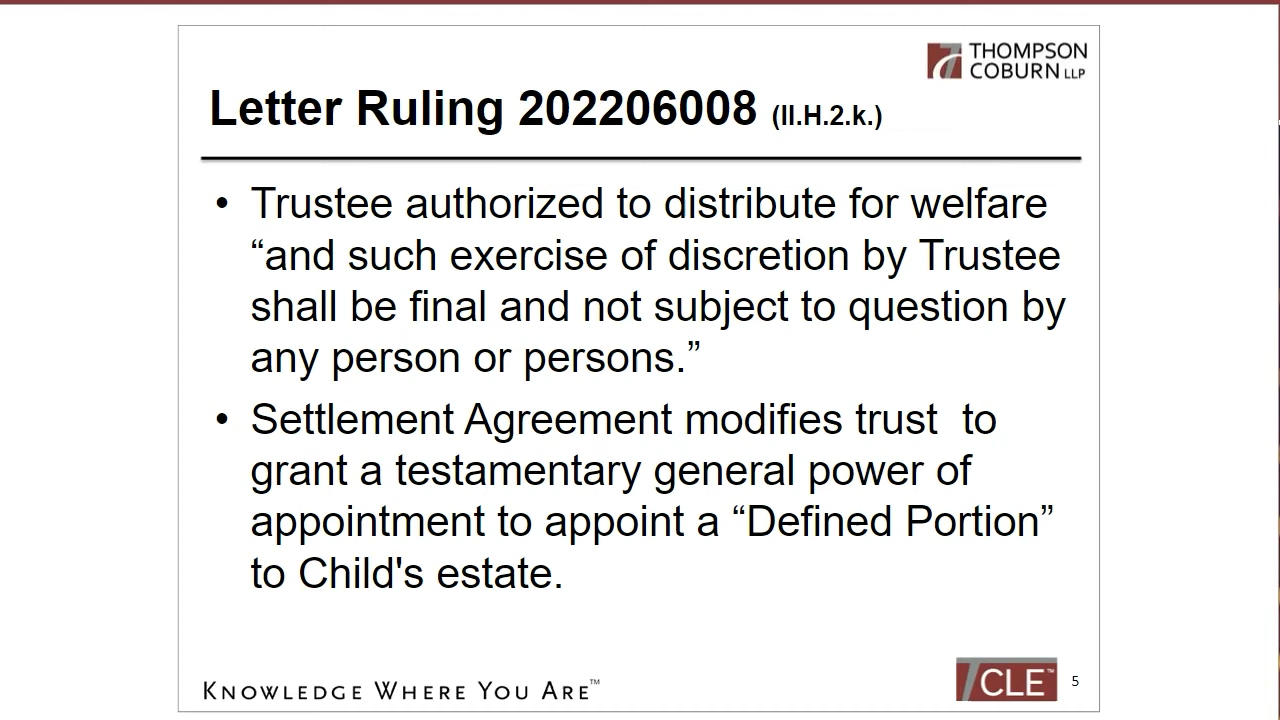 THOMPSON
COBURN LLP
Letter Ruling 202206008 (II.H.2.k.)
• Trustee authorized to distribute for welfare
“and such exercise of discretion by Trustee
shall be final and not subject to question by
any person or persons.”
• Settlement Agreement modifies trust to
grant a testamentary general power of
appointment to appoint a “Defined Portion”
to Child's estate.
KNOWLEDGE WHERE YOU ARE™
CLE™
5